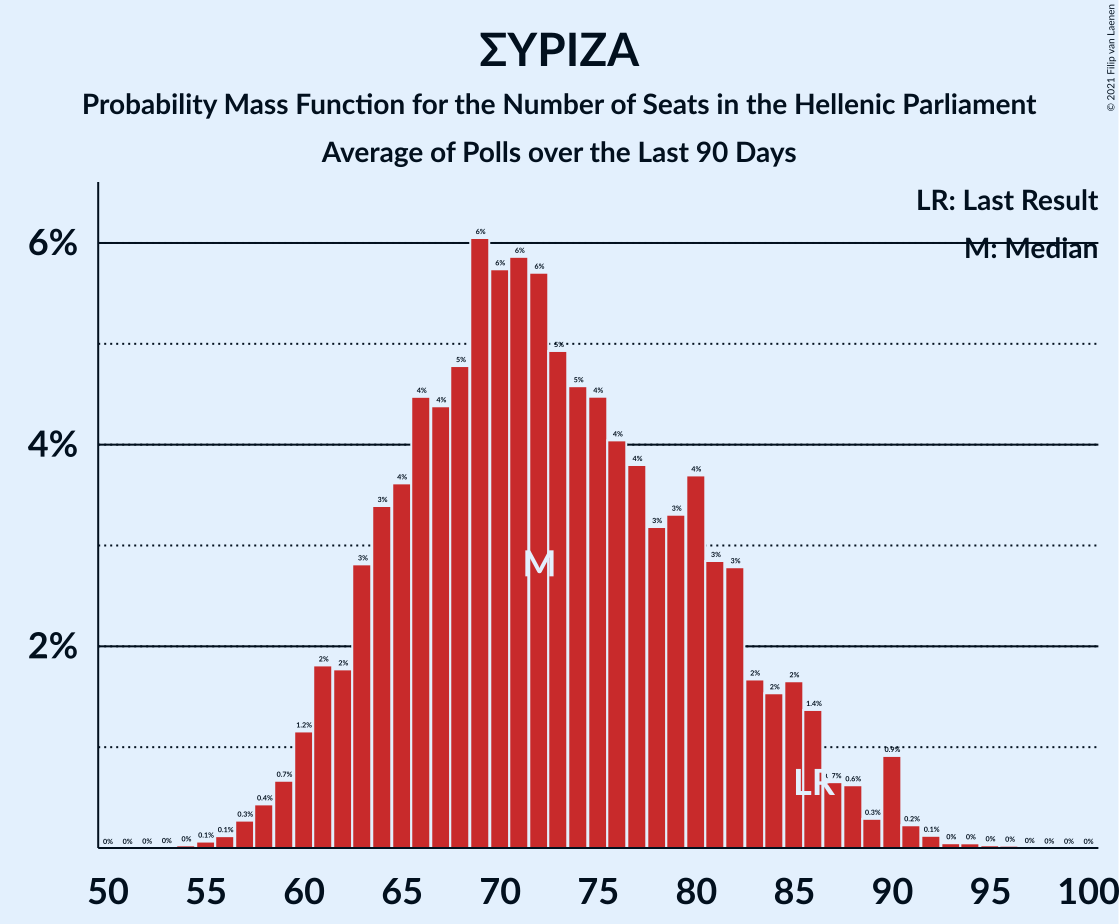 ΣΥΡΙΖΑ
Probability Mass Function for the Number of Seats in the Hellenic Parliament
Average of Polls over the Last 90 Days
© 2021 Filip van Laenen
LR: Last Result
M: Median
6%
4%
2%
0% 0% 0% 0% 0% 0.1% 0.1% 0.3% 0.4% 0.7% 1.2% 2% 2% 3% 3% 4% 4% 4% 5% 6% 6% 6% 6% 5% 5% 4% 4% 4% 3% 3% 4% 3% 3% 2% 2% 2% 1.4% 7% 0.6% 0.3% 0.9% 0.2% 0.1% 0% 0% 0% 0% 0% 0% 0% 0%
M
LR
50 55 60 65 70 75 80 85 90 95 100